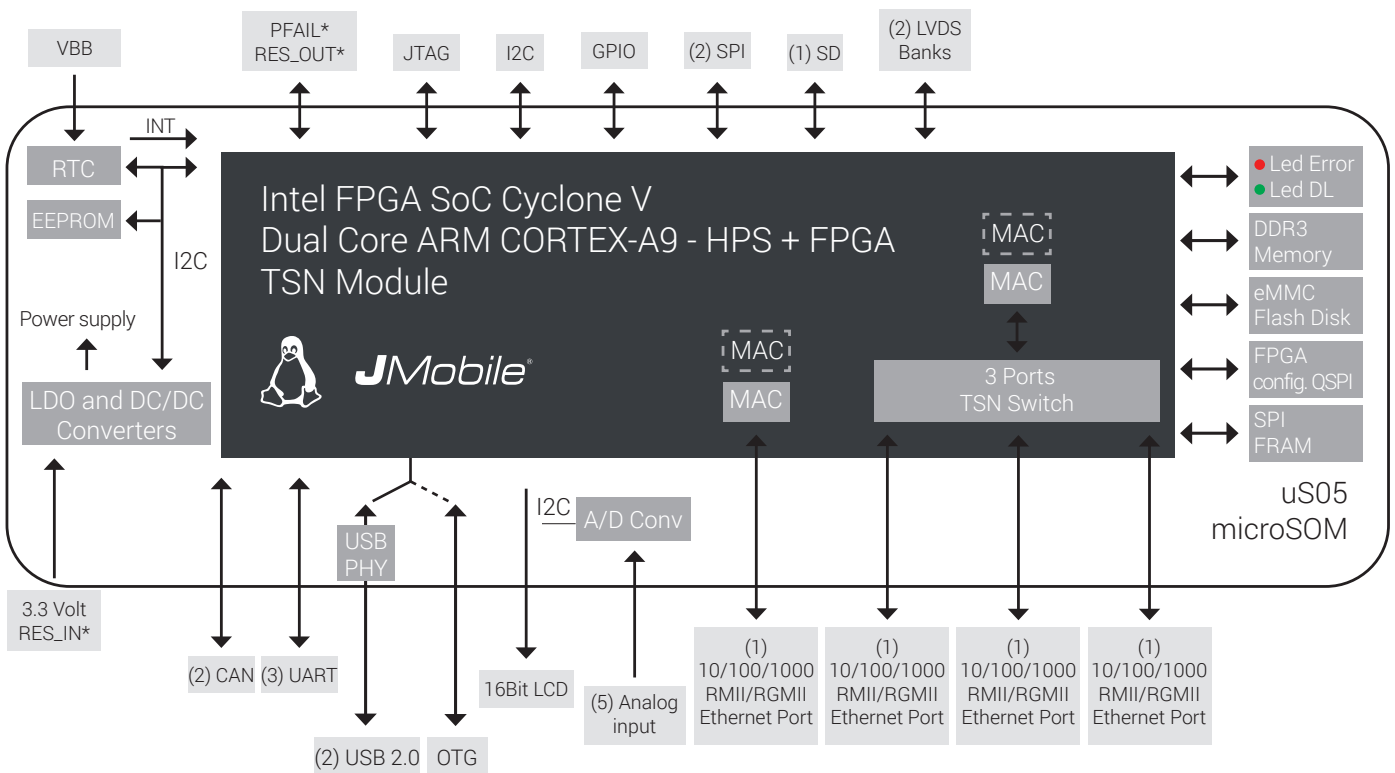 VBB
PFAIL*
RES_OUT*
JTAG
I2C
GPIO
(2) SPI
(1) SD
(2) LVDS
Banks
INT
RTC
EEPROM
I2C
Power supply
LDO and DC/DC
Converters
Intel FPGA SoC Cyclone V
Dual Core ARM CORTEX-A9 - HPS + FPGA
TSN Module
JMobile®
MAC
MAC
MAC
MAC
3 Ports
TSN Switch
Led Error
Led DL
DDR3
Memory
eMMC
Flash Disk
FPGA
config. QSPI
SPI
FRAM
uS05
microSOM
I2C
A/D Conv
USB
PHY
3.3 Volt
RES_IN*
(2) CAN
(3) UART
(2) USB 2.0
OTG
16Bit LCD
(5) Analog
input
(1)
10/100/1000
RMII/RGMII
Ethernet Port
(1)
10/100/1000
RMII/RGMII
Ethernet Port
(1)
10/100/1000
RMII/RGMII
Ethernet Port
(1)
10/100/1000
RMII/RGMII
Ethernet Port